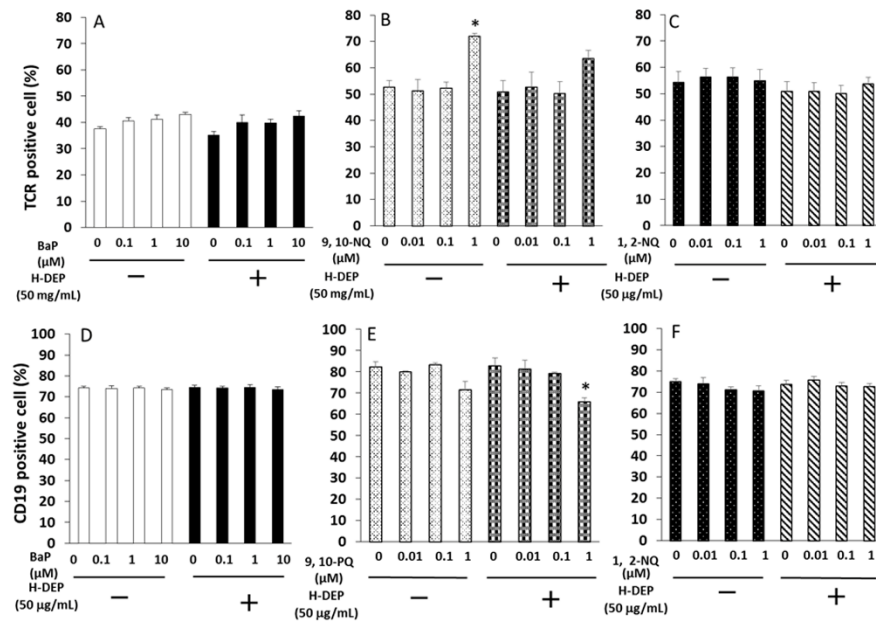 A
B
C
*
TCR positive cell (%)
80 70 60 50 40 30 20 10 0
80 70 60 50 40 30 20 10 0
80 70 60 50 40 30 20 10 0
BaP 0 0.1 1 10 0 0.1 1 10
(μM)
H-DEP − +
(50 mg/mL)
9, 10-NQ 0 0.01 0.1 1 0 0.01 0.1 1
(μM)
H-DEP − +
(50 mg/mL)
1, 2-NQ 0 0.01 0.1 1 0 0.01 0.1 1
(μM)
H-DEP − +
(50 μg/mL)
D
E
F
*
CD19 positive cell (%)
100 90 80 70 60 50 40 30 20 10 0
100 90 80 70 60 50 40 30 20 10 0
100 90 80 70 60 50 40 30 20 10 0
BaP 0 0.1 1 10 0 0.1 1 10
(μM)
H-DEP − +
(50 μg/mL)
9, 10-PQ 0 0.01 0.1 1 0 0.01 0.1 1
(μM)
H-DEP − +
(50 μg/mL)
1, 2-NQ 0 0.01 0.1 1 0 0.01 0.1 1
(μM)
H-DEP − +
(50 μg/mL)